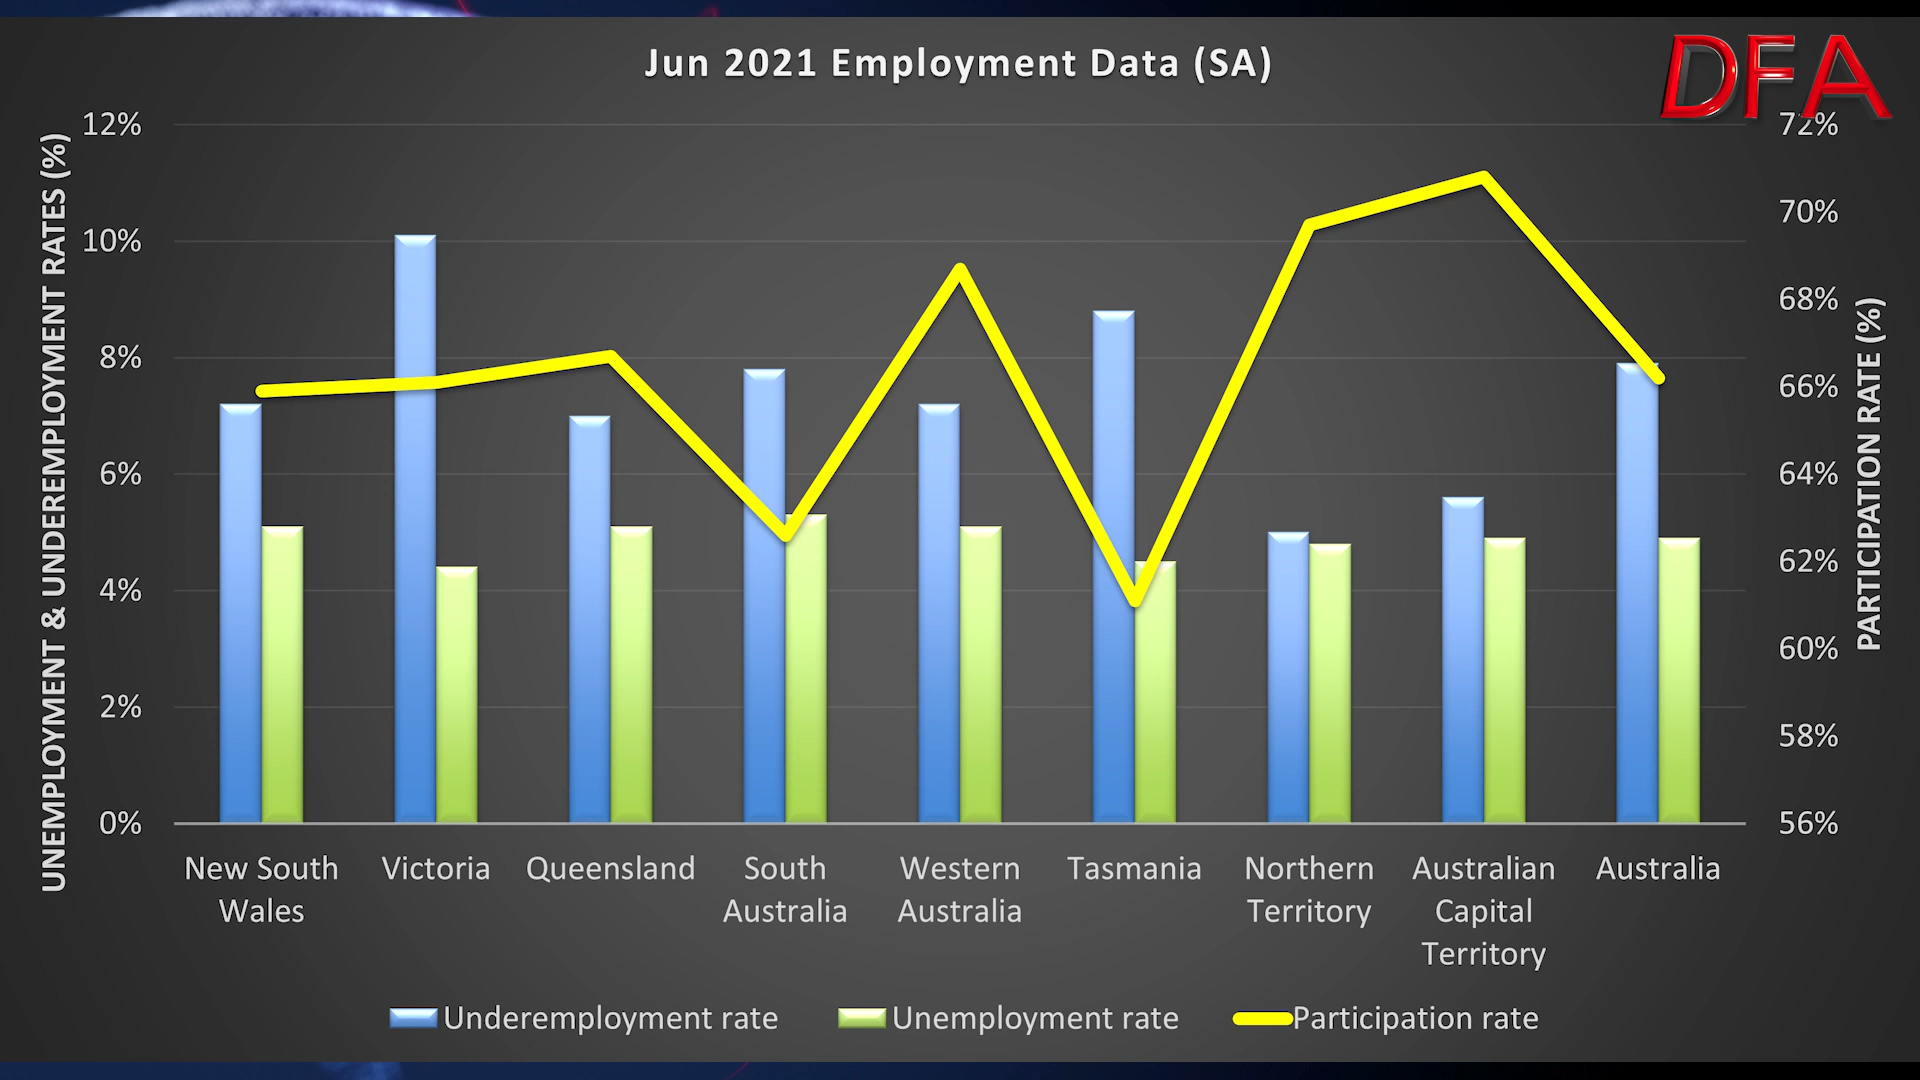 Jun 2021 Employment Data (SA)
DFA
UNEMPLOYMENT & UNDEREMPLOYMENT RATES (%)
12%
10%
8%
6%
4%
2%
0%
72%
70%
68%
66%
64%
62%
60%
58%
56%
PARTICIPATION RATE (%)
New South
Wales
Victoria
Queensland
South
Australia
Western
Australia
Tasmania
Northern
Territory
Australian
Capital
Territory
Australia
Underemployment rate
Unemployment rate
Participation rate